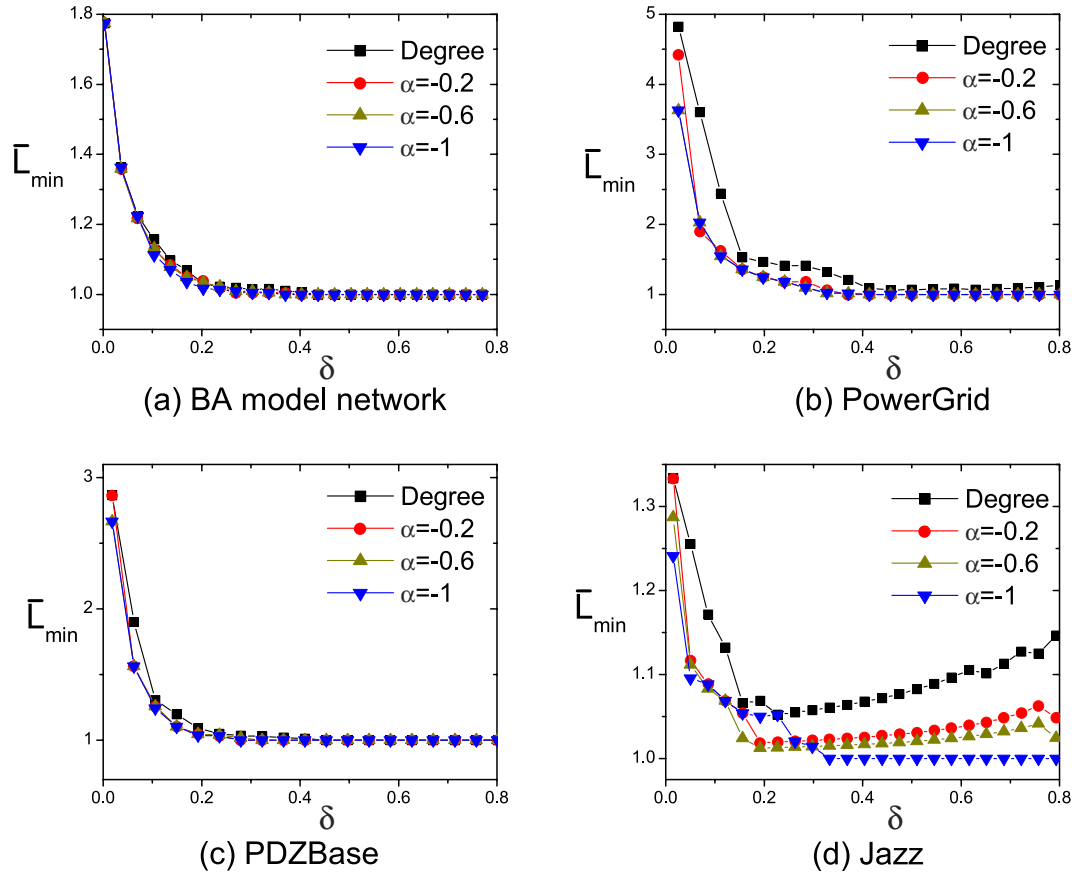 1.8
1.6
1.4
1.2
1.0
L̅min
0.0 0.2 0.4 0.6 0.8
δ
Degree
α=-0.2
α=-0.6
α=-1
(a) BA model network
5
4
3
2
1
L̅min
0.0 0.2 0.4 0.6 0.8
δ
Degree
α=-0.2
α=-0.6
α=-1
(b) PowerGrid
3
2
1
L̅min
0.0 0.2 0.4 0.6 0.8
δ
Degree
α=-0.2
α=-0.6
α=-1
(c) PDZBase
1.3
1.2
1.1
1.0
L̅min
0.0 0.2 0.4 0.6 0.8
δ
Degree
α=-0.2
α=-0.6
α=-1
(d) Jazz